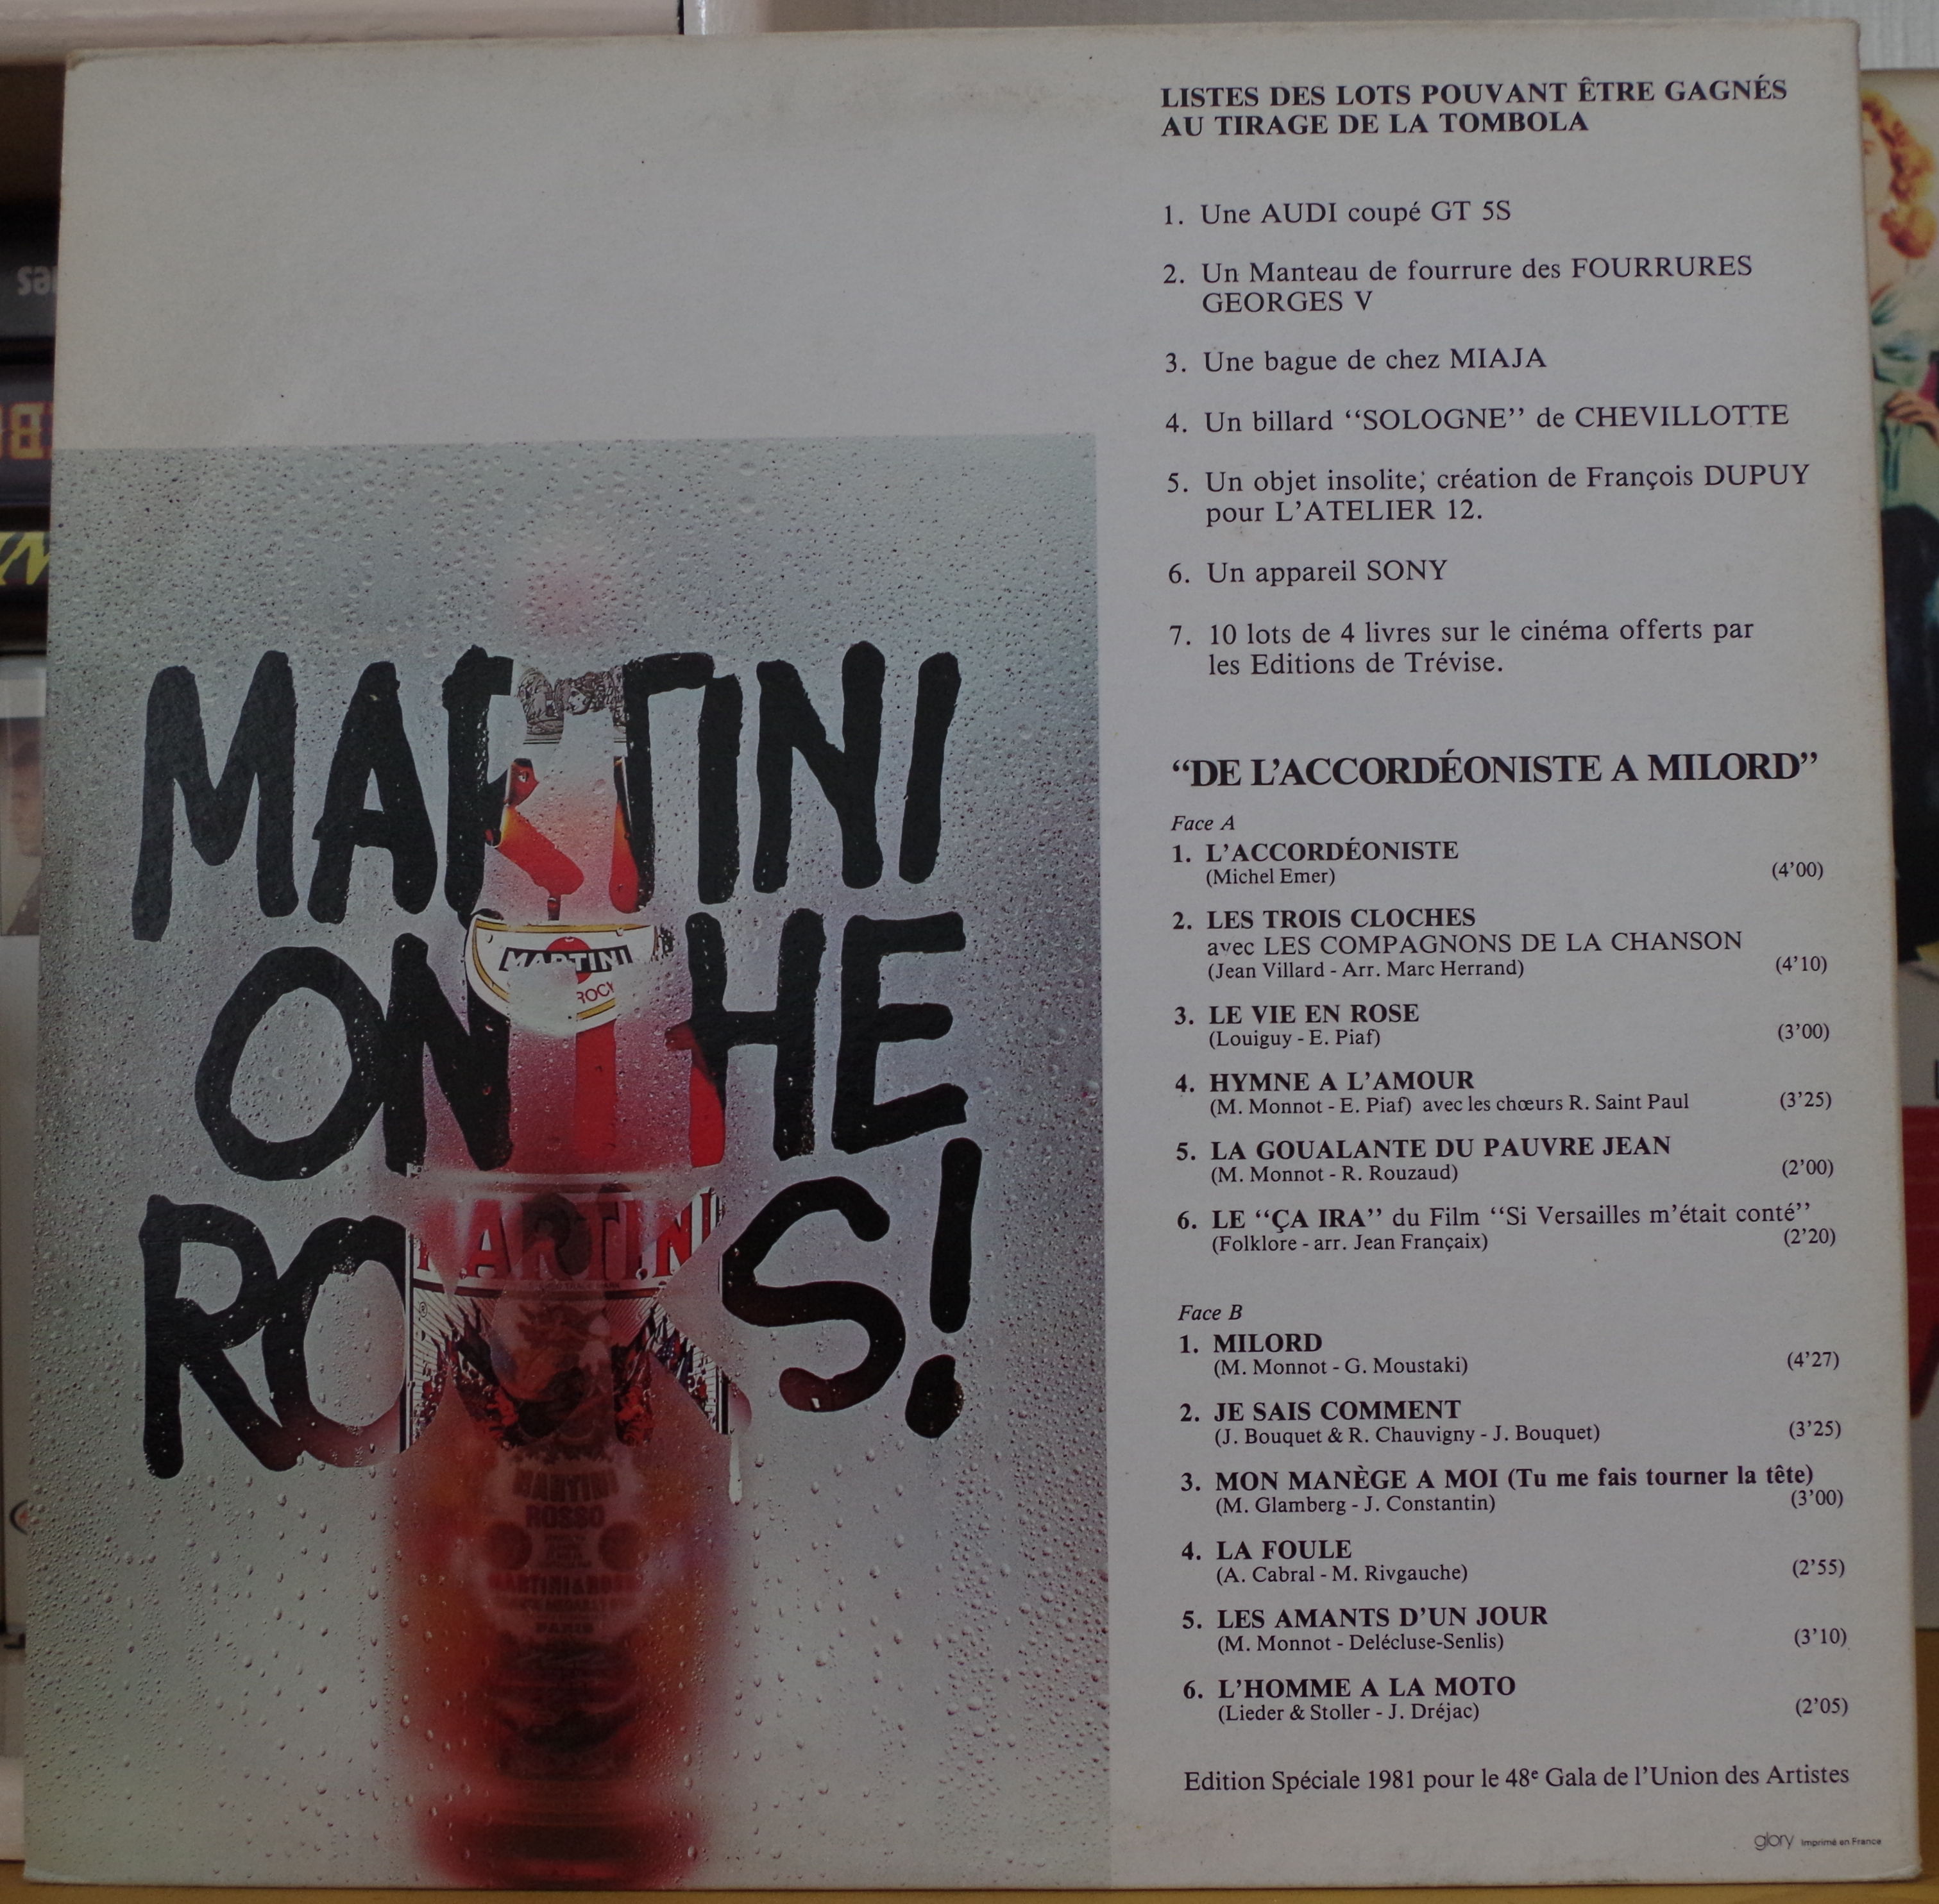 LISTES DES LOTS POUVANT ÊTRE GAGNÉS
AU TIRAGE DE LA TOMBOLA
1. Une AUDI coupé GT 5S
2. Un Manteau de fourrure des FOURRURES
GEORGES V
3. Une bague de chez MIAJA
4. Un billard “SOLOGNE” de CHEVILLOTTE
5. Un objet insolite, création de François DUPUY
pour L’ATELIER 12.
6. Un appareil SONY
7. 10 lots de 4 livres sur le cinéma offerts par
les Editions de Trévise.
MARTINI
ON THE
ROCKS!
MARTINI
MARTINI
MARTINI
ROSSO
“DE L’ACCORDÉONISTE A MILORD”
Face A
1. L’ACCORDÉONISTE
(Michel Emer) (4’00)
2. LES TROIS CLOCHES
avec LES COMPAGNONS DE LA CHANSON
(Jean Villard - Arr. Marc Herrand) (4’10)
3. LE VIE EN ROSE
(Louiguy - E. Piaf) (3’00)
4. HYMNE A L’AMOUR
(M. Monnot - E. Piaf) avec les chœurs R. Saint Paul (3’25)
5. LA GOUALANTE DU PAUVRE JEAN
(M. Monnot - R. Rouzaud) (2’00)
6. LE “ÇA IRA” du Film “Si Versailles m’était conté”
(Folklore - arr. Jean Françaix) (2’20)
Face B
1. MILORD
(M. Monnot - G. Moustaki) (4’27)
2. JE SAIS COMMENT
(J. Bouquet & R. Chauvigny - J. Bouquet) (3’25)
3. MON MANÈGE A MOI (Tu me fais tourner la tête)
(M. Glamberg - J. Constantin) (3’00)
4. LA FOULE
(A. Cabral - M. Rivgauche) (2’55)
5. LES AMANTS D’UN JOUR
(M. Monnot - Delécluse-Senlis) (3’10)
6. L’HOMME A LA MOTO
(Lieder & Stoller - J. Dréjac) (2’05)
Edition Spéciale 1981 pour le 48e Gala de l’Union des Artistes
glory Imprimé en France